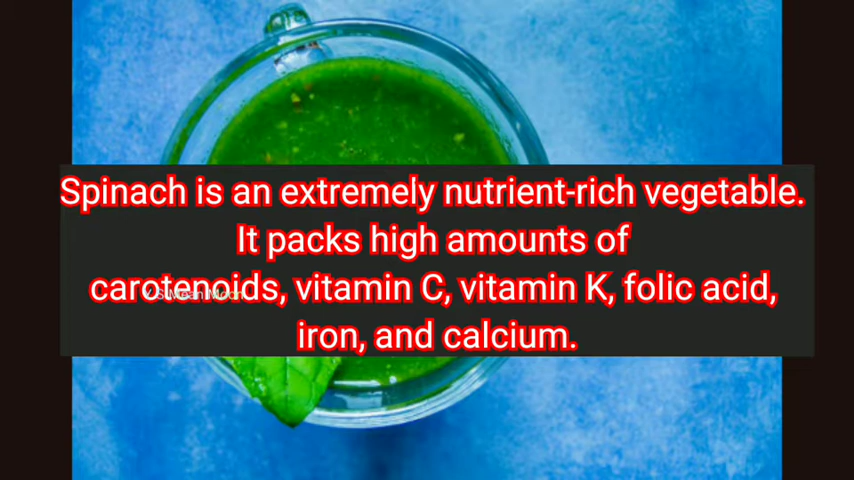 Spinach is an extremely nutrient-rich vegetable.
It packs high amounts of
carotenoids, vitamin C, vitamin K, folic acid,
iron, and calcium.